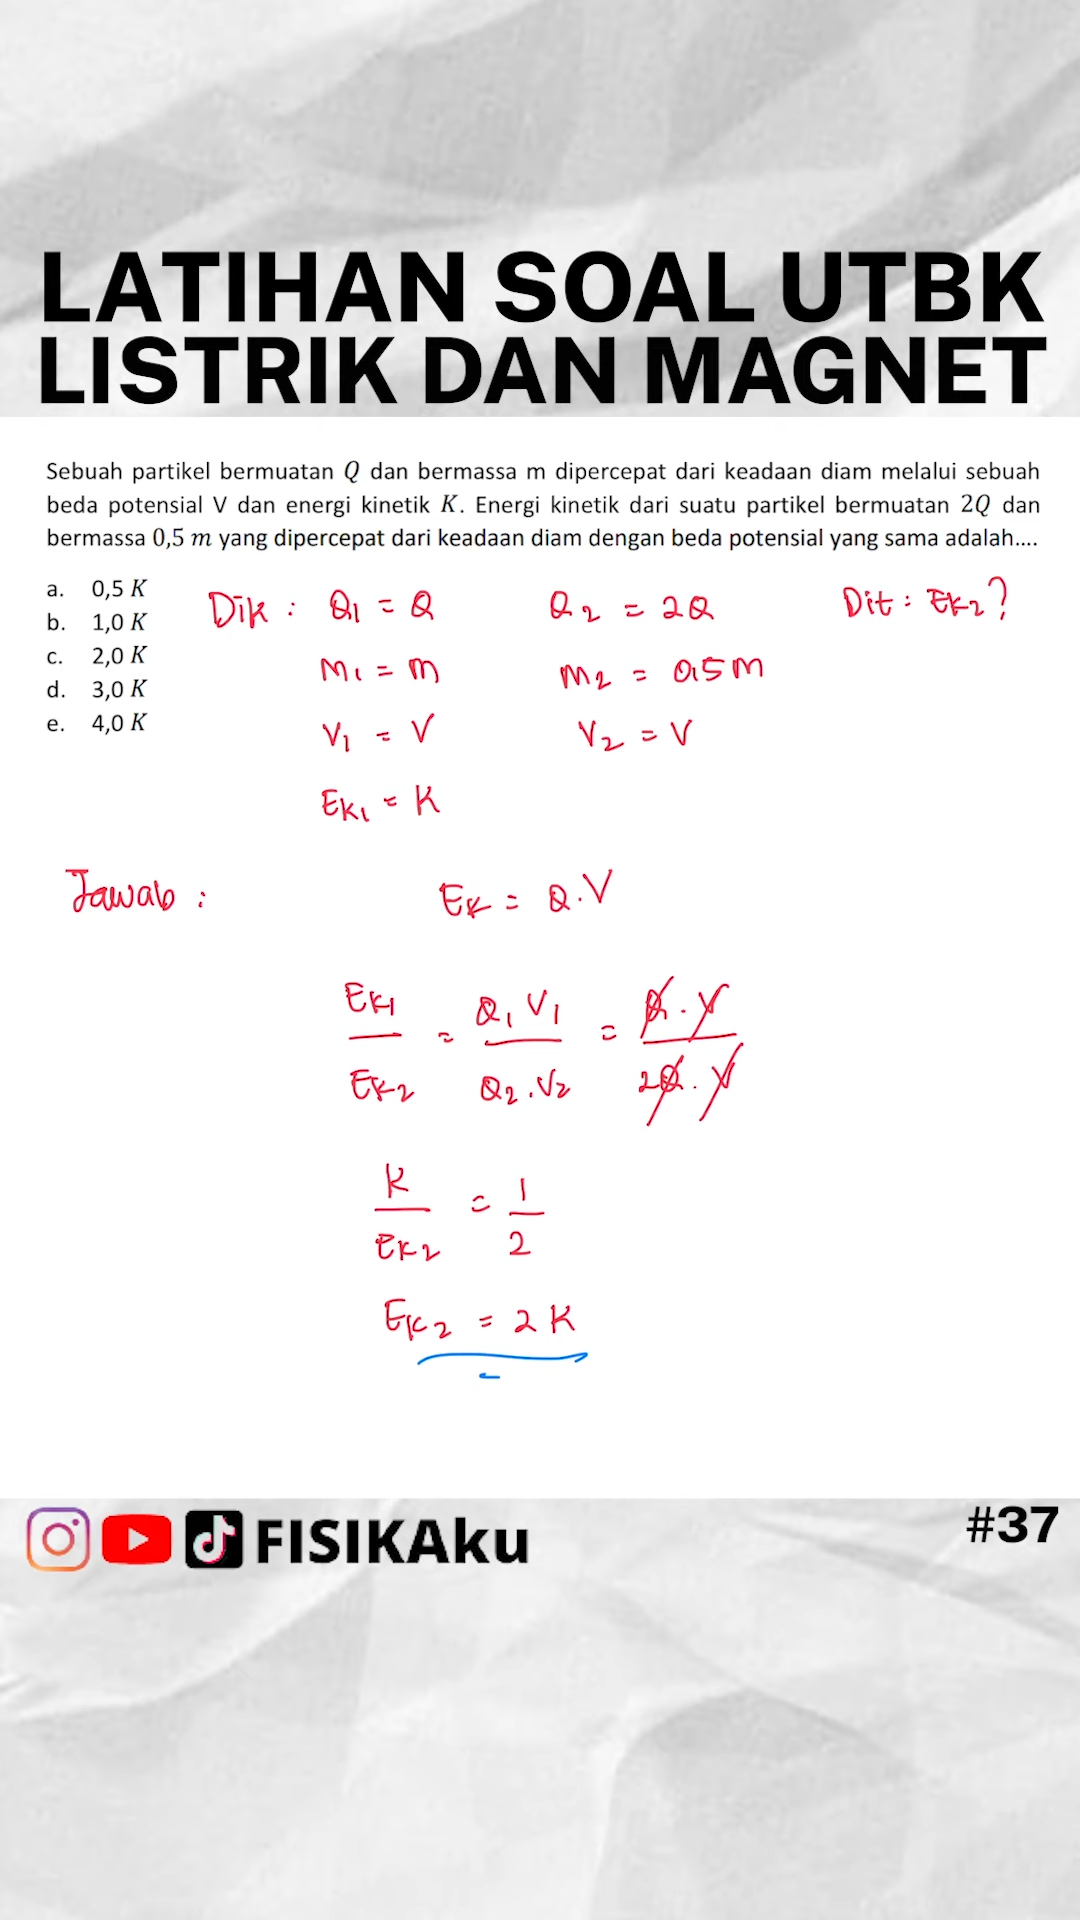 LATIHAN SOAL UTBK
LISTRIK DAN MAGNET
Sebuah partikel bermuatan Q dan bermassa m dipercepat dari keadaan diam melalui sebuah
beda potensial V dan energi kinetik K. Energi kinetik dari suatu partikel bermuatan 2Q dan
bermassa 0,5 m yang dipercepat dari keadaan diam dengan beda potensial yang sama adalah....
a. 0,5 K
b. 1,0 K
c. 2,0 K
d. 3,0 K
e. 4,0 K
Dik : Q1 = Q Q2 = 2Q Dit : Ek2?
m1 = m m2 = 0,5 m
V1 = V V2 = V
Ek1 = K
Jawab : Ek = Q.V
Ek1/Ek2 = Q1 V1/Q2.V2 = Q.V/2Q.V
K/Ek2 = 1/2
Ek2 = 2K
FISIKAku
#37